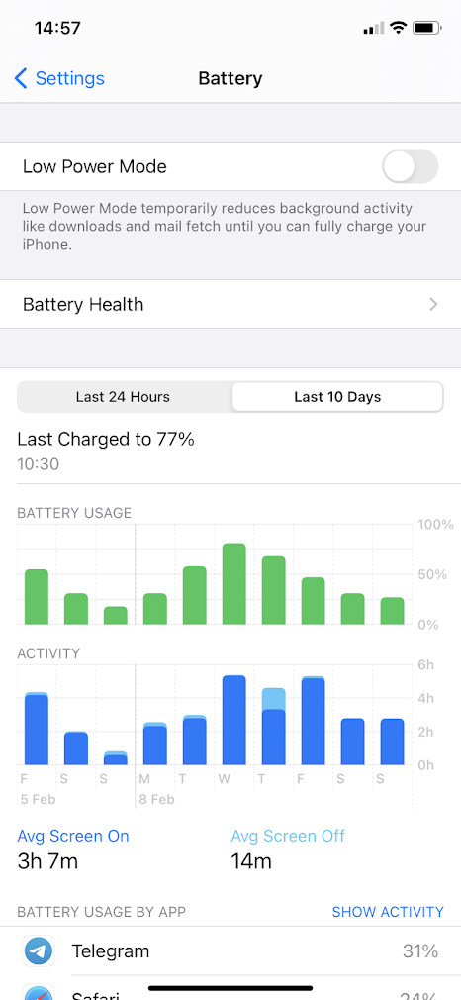 14:57
Settings
Battery
Low Power Mode
Low Power Mode temporarily reduces background activity
like downloads and mail fetch until you can fully charge your
iPhone.
Battery Health
Last 24 Hours Last 10 Days
Last Charged to 77%
10:30
BATTERY USAGE
100%
50%
0%
ACTIVITY
6h
4h
2h
0h
F S S M T W T F S S
5 Feb 8 Feb
Avg Screen On Avg Screen Off
3h 7m 14m
BATTERY USAGE BY APP SHOW ACTIVITY
Telegram 31%
Safari 24%